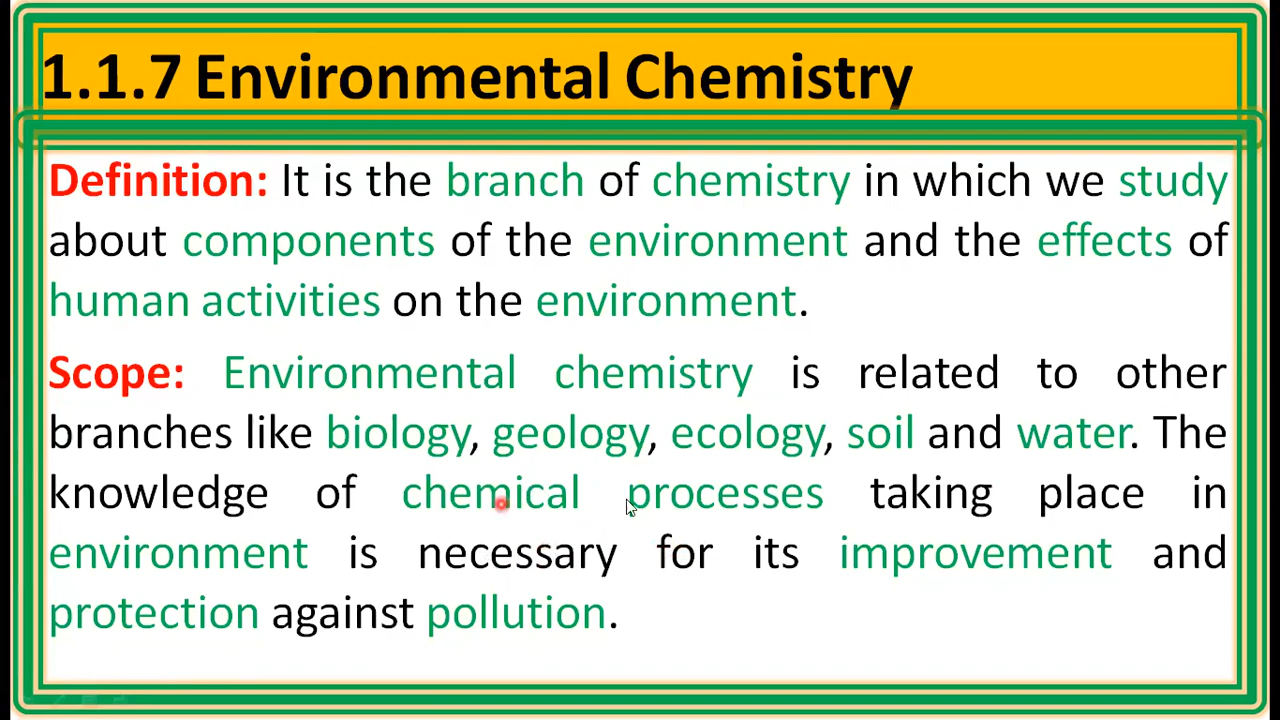 1.1.7 Environmental Chemistry
Definition: It is the branch of chemistry in which we study
about components of the environment and the effects of
human activities on the environment.
Scope: Environmental chemistry is related to other
branches like biology, geology, ecology, soil and water. The
knowledge of chemical processes taking place in
environment is necessary for its improvement and
protection against pollution.